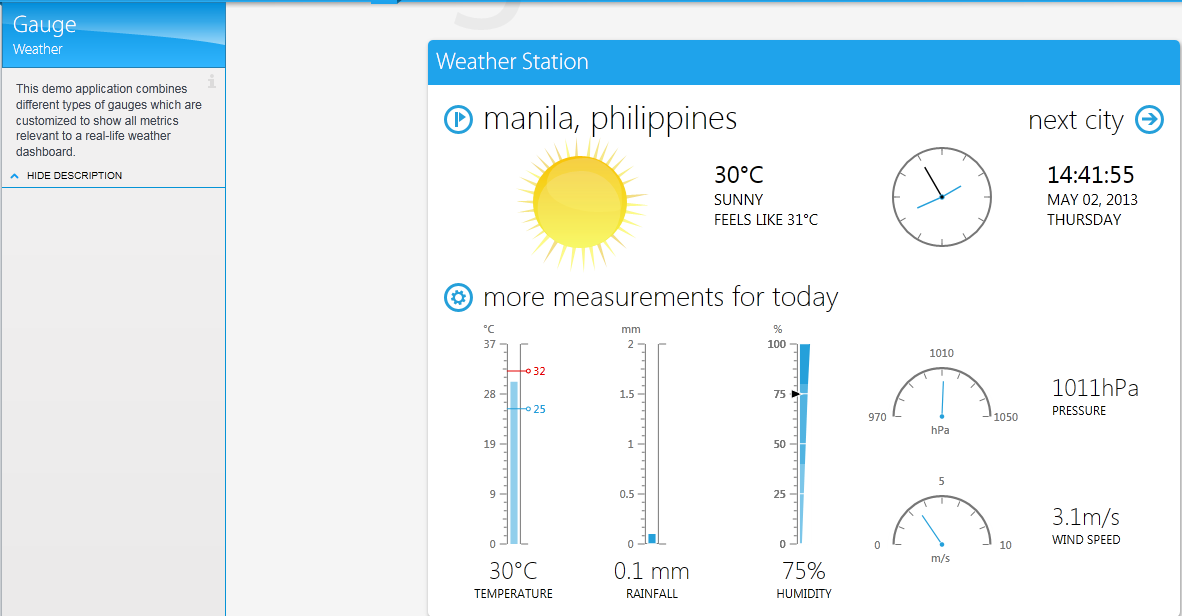 Gauge
Weather
This demo application combines
different types of gauges which are
customized to show all metrics
relevant to a real-life weather
dashboard.
HIDE DESCRIPTION
Weather Station
manila, philippines
next city
30°C
SUNNY
FEELS LIKE 31°C
14:41:55
MAY 02, 2013
THURSDAY
more measurements for today
°C
37
28
19
9
0
32
25
30°C
TEMPERATURE
mm
2
1.5
1
0.5
0
0.1 mm
RAINFALL
%
100
75
50
25
0
75%
HUMIDITY
1010
970
1050
hPa
1011hPa
PRESSURE
5
0
10
m/s
3.1m/s
WIND SPEED